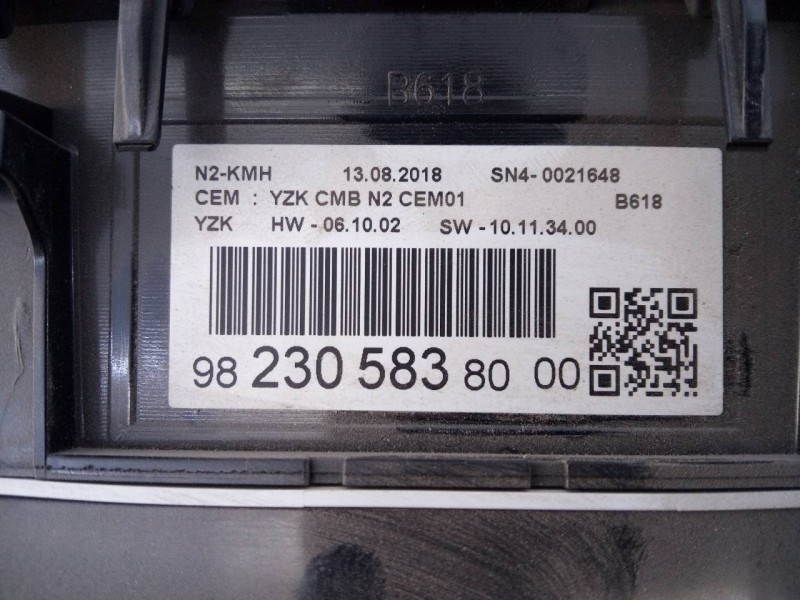 B618
N2-KMH 13.08.2018 SN4- 0021648
CEM : YZK CMB N2 CEM01 B618
YZK HW - 06.10.02 SW - 10.11.34.00
98 230 583 80 00